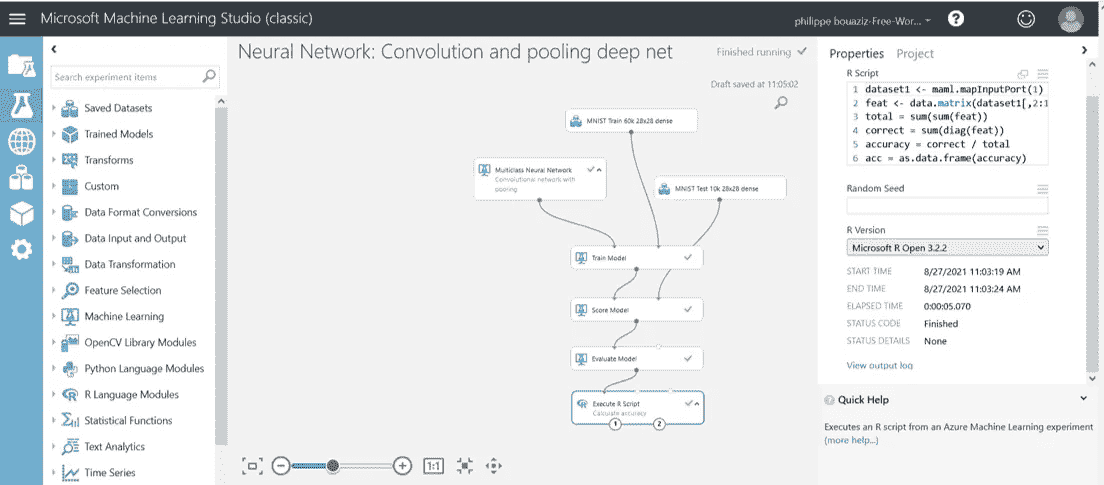 Microsoft Machine Learning Studio (classic)
philippe bouaziz-Free-Wor...
Search experiment items
Saved Datasets
Trained Models
Transforms
Custom
Data Format Conversions
Data Input and Output
Data Transformation
Feature Selection
Machine Learning
OpenCV Library Modules
Python Language Modules
R Language Modules
Statistical Functions
Text Analytics
Time Series
Neural Network: Convolution and pooling deep net
Finished running
Draft saved at 11:05:02
MNIST Train 60k 28x28 dense
Multiclass Neural Network
Convolutional network with
pooling
MNIST Test 10k 28x28 dense
Train Model
Score Model
Evaluate Model
Execute R Script
Calculate accuracy
1
2
1:1
Properties Project
R Script
1 dataset1 <- maml.mapInputPort(1)
2 feat <- data.matrix(dataset1[,2:1
3 total = sum(sum(feat))
4 correct = sum(diag(feat))
5 accuracy = correct / total
6 acc = as.data.frame(accuracy)
Random Seed
R Version
Microsoft R Open 3.2.2
START TIME 8/27/2021 11:03:19 AM
END TIME 8/27/2021 11:03:24 AM
ELAPSED TIME 0:00:05.070
STATUS CODE Finished
STATUS DETAILS None
View output log
Quick Help
Executes an R script from an Azure Machine Learning experiment
(more help...)